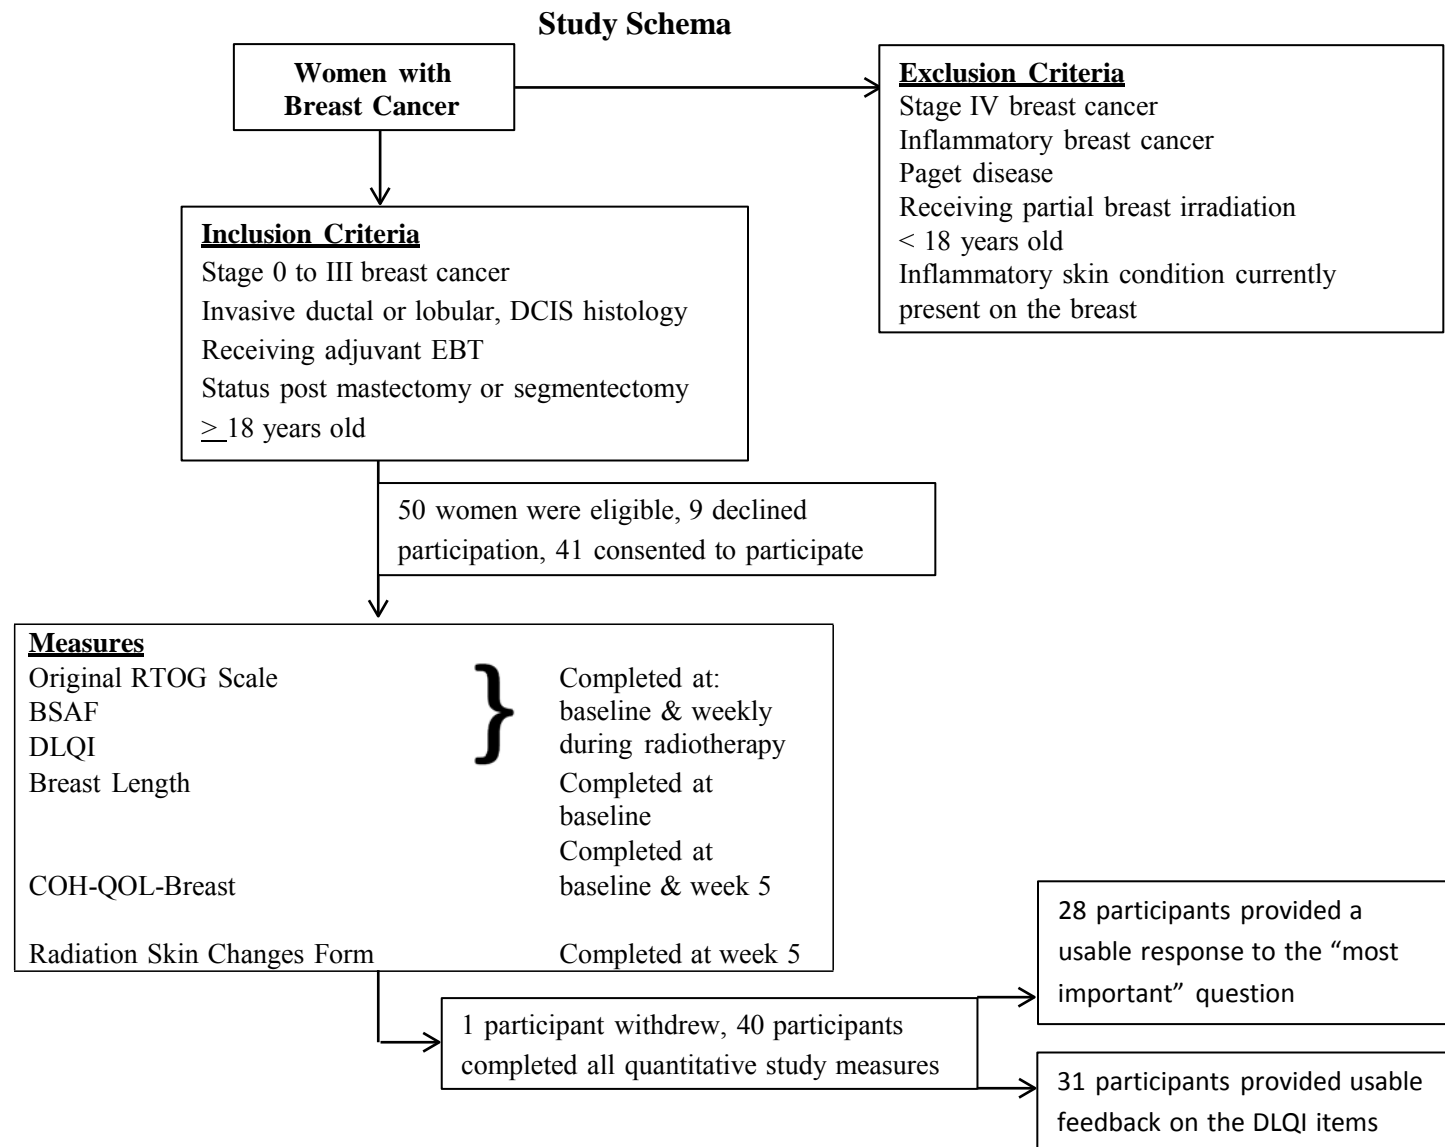 Study Schema
Women with
Breast Cancer
Exclusion Criteria
Stage IV breast cancer
Inflammatory breast cancer
Paget disease
Receiving partial breast irradiation
< 18 years old
Inflammatory skin condition currently
present on the breast
Inclusion Criteria
Stage 0 to III breast cancer
Invasive ductal or lobular, DCIS histology
Receiving adjuvant EBT
Status post mastectomy or segmentectomy
> 18 years old
50 women were eligible, 9 declined
participation, 41 consented to participate
Measures
Original RTOG Scale } Completed at:
BSAF baseline & weekly
DLQI during radiotherapy
Breast Length Completed at
baseline
Completed at
COH-QOL-Breast baseline & week 5
Radiation Skin Changes Form Completed at week 5
1 participant withdrew, 40 participants
completed all quantitative study measures
28 participants provided a
usable response to the “most
important” question
31 participants provided usable
feedback on the DLQI items